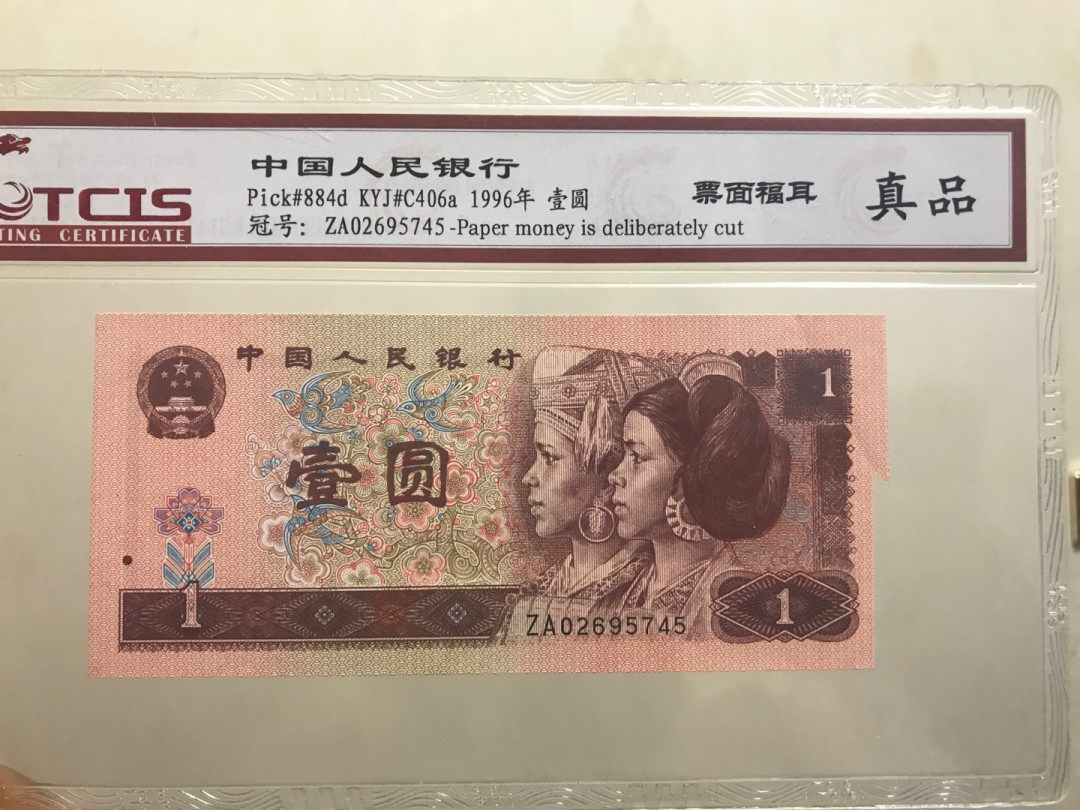 中国人民银行
Pick#884d KYJ#C406a 1996年 壹圆
票面福耳
真品
冠号: ZA02695745-Paper money is deliberately cut
TCIS
TING CERTIFICATE
中国人民银行
1
壹圆
1
1
ZA02695745